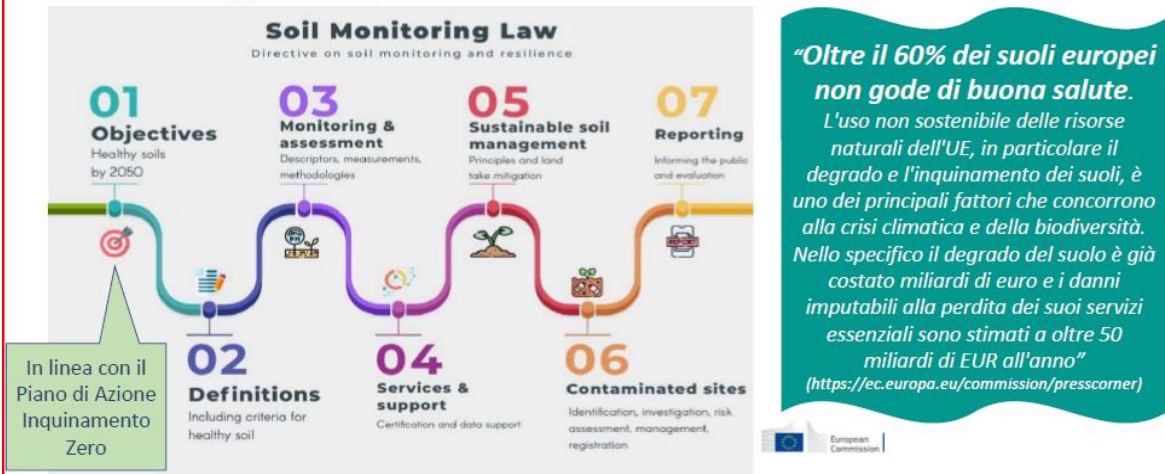 Soil Monitoring Law
Directive on soil monitoring and resilience
01
Objectives
Healthy soils
by 2050
03
Monitoring &
assessment
Descriptors, measurements,
methodologies
05
Sustainable soil
management
Principles and land
take mitigation
07
Reporting
Informing the public
and evaluation
PH
REPORT
02
Definitions
Including criteria for
healthy soil
04
Services &
support
Certification and data support
06
Contaminated sites
Identification, investigation, risk
assessment, management,
registration
In linea con il
Piano di Azione
Inquinamento
Zero
“Oltre il 60% dei suoli europei
non gode di buona salute.
L'uso non sostenibile delle risorse
naturali dell'UE, in particolare il
degrado e l'inquinamento dei suoli, è
uno dei principali fattori che concorrono
alla crisi climatica e della biodiversità.
Nello specifico il degrado del suolo è già
costato miliardi di euro e i danni
imputabili alla perdita dei suoi servizi
essenziali sono stimati a oltre 50
miliardi di EUR all'anno”
(https://ec.europa.eu/commission/presscorner)
European
Commission